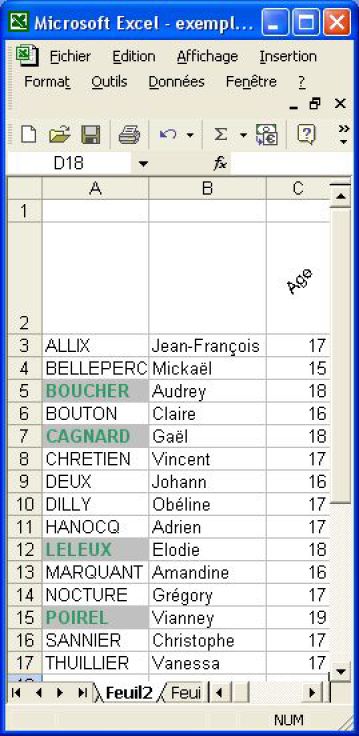 Microsoft Excel - exempl...
Fichier Edition Affichage Insertion
Format Outils Données Fenêtre ?
D18 fx
A B C
1
2 Age
3 ALLIX Jean-François 17
4 BELLEPERC Mickaël 15
5 BOUCHER Audrey 18
6 BOUTON Claire 16
7 CAGNARD Gaël 18
8 CHRETIEN Vincent 17
9 DEUX Johann 16
10 DILLY Obéline 17
11 HANOCQ Adrien 17
12 LELEUX Elodie 18
13 MARQUANT Amandine 16
14 NOCTURE Grégory 17
15 POIREL Vianney 19
16 SANNIER Christophe 17
17 THUILLIER Vanessa 17
Feuil2 Feui
NUM